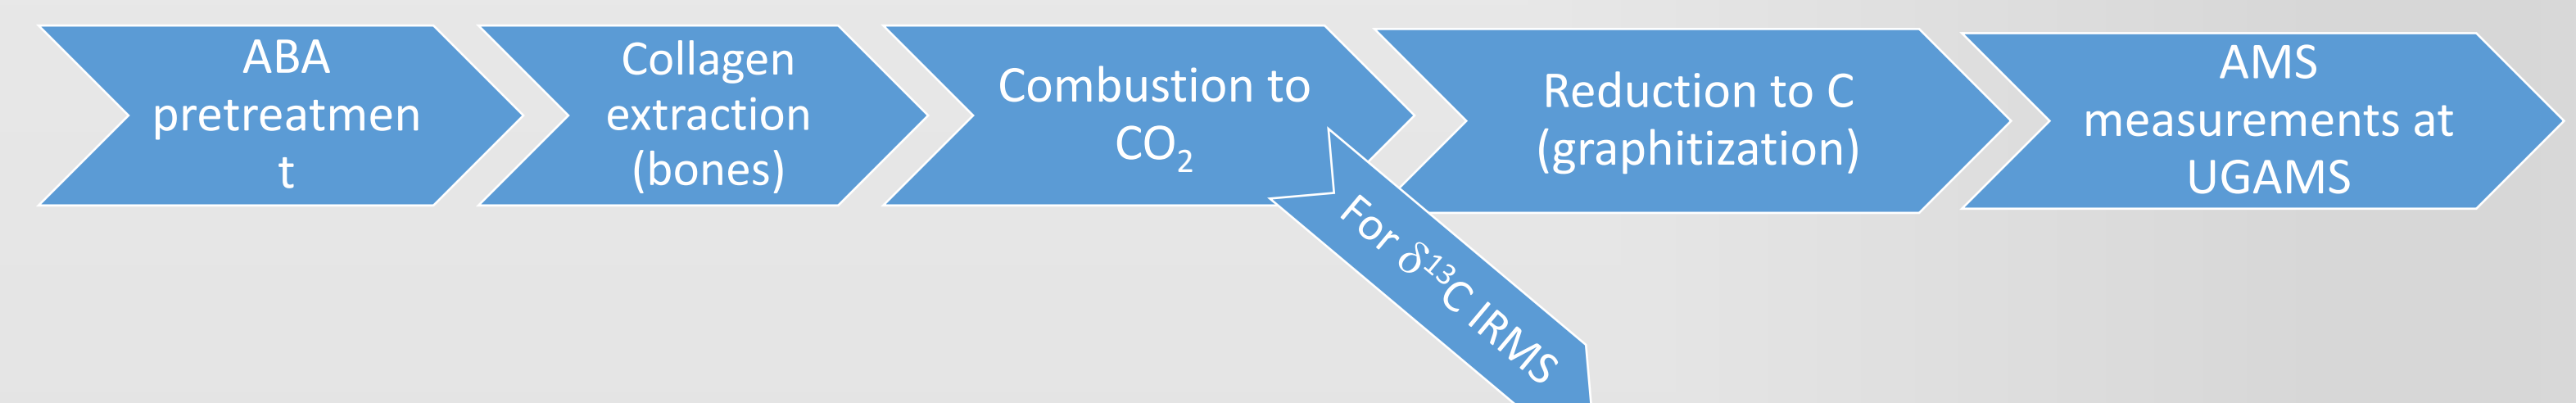 ABA
pretreatmen
t
Collagen
extraction
(bones)
Combustion to
CO₂
Reduction to C
(graphitization)
AMS
measurements at
UGAMS
For δ¹³C IRMS